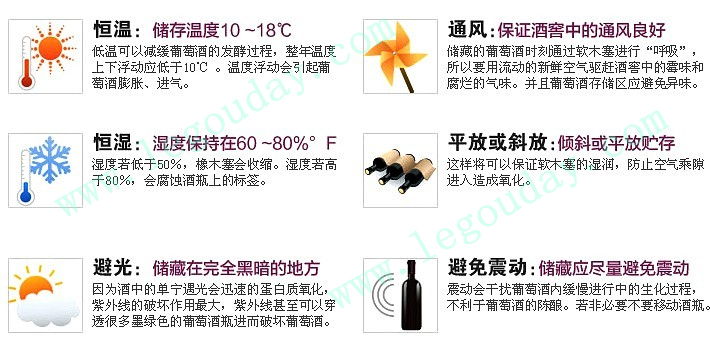 恒温：储存温度10 ~18℃
低温可以减缓葡萄酒的发酵过程，整年温度
上下浮动应低于10℃ 。温度浮动会引起葡
萄酒膨胀、进气。
通风：保证酒窖中的通风良好
储藏的葡萄酒时刻通过软木塞进行“呼吸”，
所以要用流动的新鲜空气驱赶酒窖中的霉味和
腐烂的气味。并且葡萄酒存储区应避免异味。
恒湿：湿度保持在60 ~80%° F
湿度若低于50%，橡木塞会收缩。湿度若高
于80%，会腐蚀酒瓶上的标签。
平放或斜放：倾斜或平放贮存
这样将可以保证软木塞的湿润，防止空气乘隙
进入造成氧化。
避光：储藏在完全黑暗的地方
因为酒中的单宁遇光会迅速的蛋白质氧化，
紫外线的破坏作用最大，紫外线甚至可以穿
透很多墨绿色的葡萄酒瓶进而破坏葡萄酒。
避免震动：储藏应尽量避免震动
震动会干扰葡萄酒内缓慢进行中的生化过程，
不利于葡萄酒的陈酿。若非必要不要移动酒瓶。
www.legouday.com
www.legouday.com